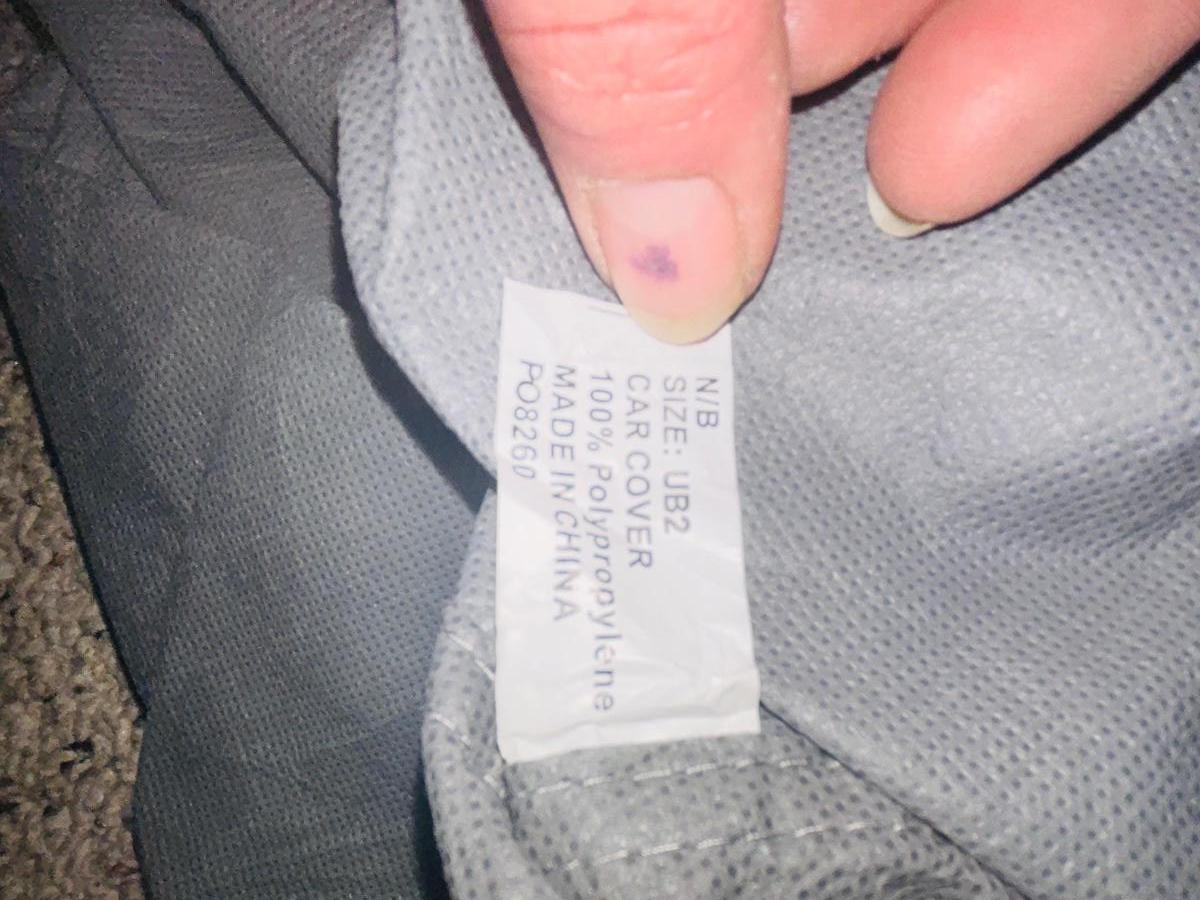 N/B
SIZE: UB2
CAR COVER
100% Polypropylene
MADE IN CHINA
PO8260